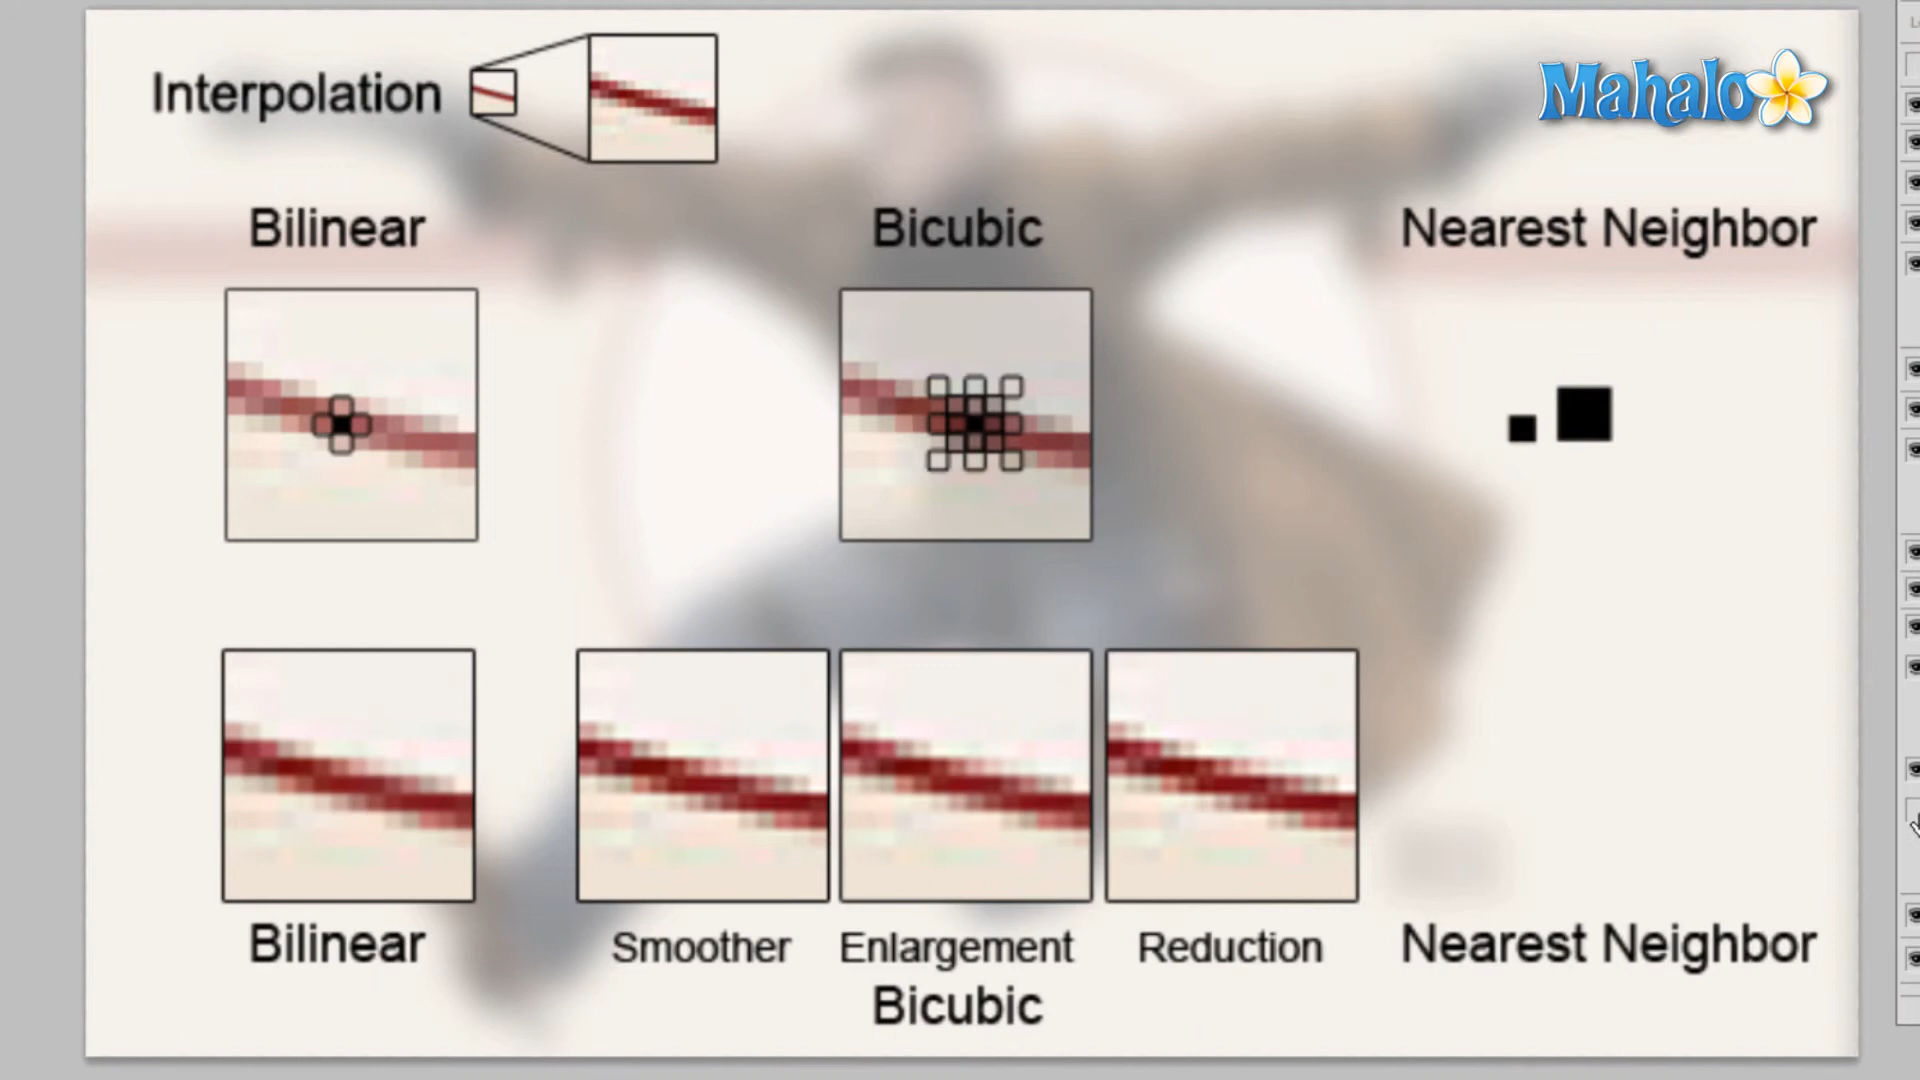 Interpolation
Mahalo
Bilinear
Bicubic
Nearest Neighbor
Bilinear
Smoother
Enlargement
Reduction
Nearest Neighbor
Bicubic